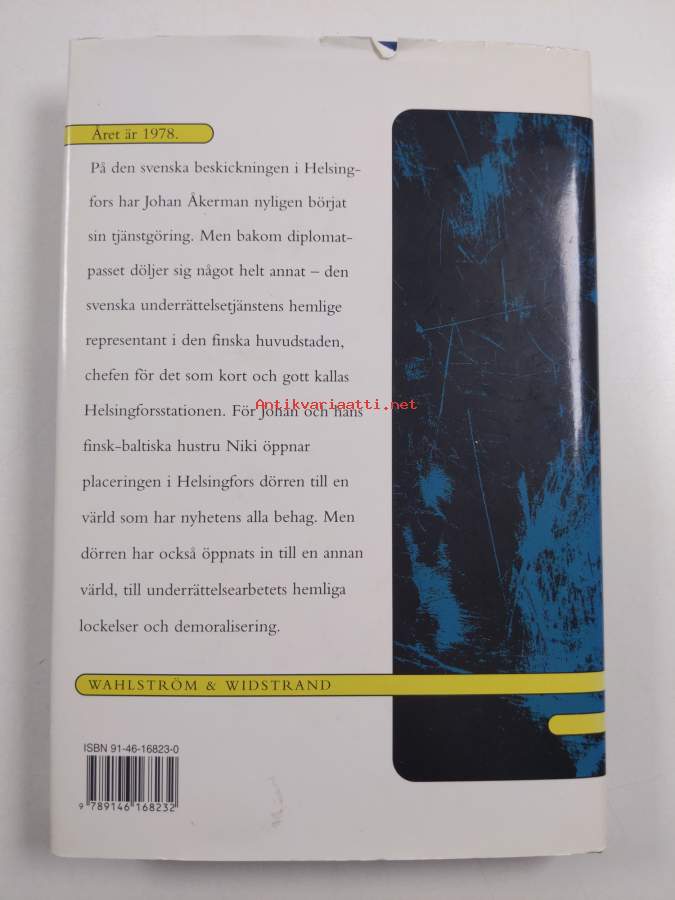 Året är 1978.
På den svenska beskickningen i Helsing-
fors har Johan Åkerman nyligen börjat
sin tjänstgöring. Men bakom diplomat-
passet döljer sig något helt annat – den
svenska underrättelsetjänstens hemlige
representant i den finska huvudstaden,
chefen för det som kort och gott kallas
Helsingforsstationen. För Johan och hans
Antikvariaatti.net
finsk-baltiska hustru Niki öppnar
placeringen i Helsingfors dörren till en
värld som har nyhetens alla behag. Men
dörren har också öppnats in till en annan
värld, till underrättelsearbetets hemliga
lockelser och demoralisering.
WAHLSTRÖM & WIDSTRAND
ISBN 91-46-16823-0
9 789146 168232